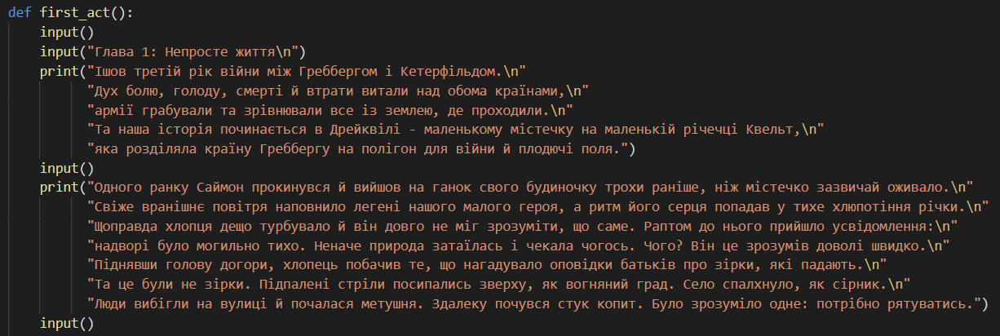 def first_act():
    input()
    input("Глава 1: Непросте життя\n")
    print("Ішов третій рік війни між Греббергом і Кетерфільдом.\n"
          "Дух болю, голоду, смерті й втрати витали над обома країнами,\n"
          "армії грабували та зрівнювали все із землею, де проходили.\n"
          "Та наша історія починається в Дрейквілі - маленькому містечку на маленькій річечці Квельт,\n"
          "яка розділяла країну Греббергу на полігон для війни й плодючі поля.")
    input()
    print("Одного ранку Саймон прокинувся й вийшов на ганок свого будиночку трохи раніше, ніж містечко зазвичай оживало.\n"
          "Свіже вранішнє повітря наповнило легені нашого малого героя, а ритм його серця попадав у тихе хлюпотіння річки.\n"
          "Щоправда хлопця дещо турбувало й він довго не міг зрозуміти, що саме. Раптом до нього прийшло усвідомлення:\n"
          "надворі було могильно тихо. Неначе природа затаїлась і чекала чогось. Чого? Він це зрозумів доволі швидко.\n"
          "Піднявши голову догори, хлопець побачив те, що нагадувало оповідки батьків про зірки, які падають.\n"
          "Та це були не зірки. Підпалені стріли посипались зверху, як вогняний град. Село спалхнуло, як сірник.\n"
          "Люди вибігли на вулиці й почалася метушня. Здалеку почувся стук копит. Було зрозуміло одне: потрібно рятуватись.")
    input()